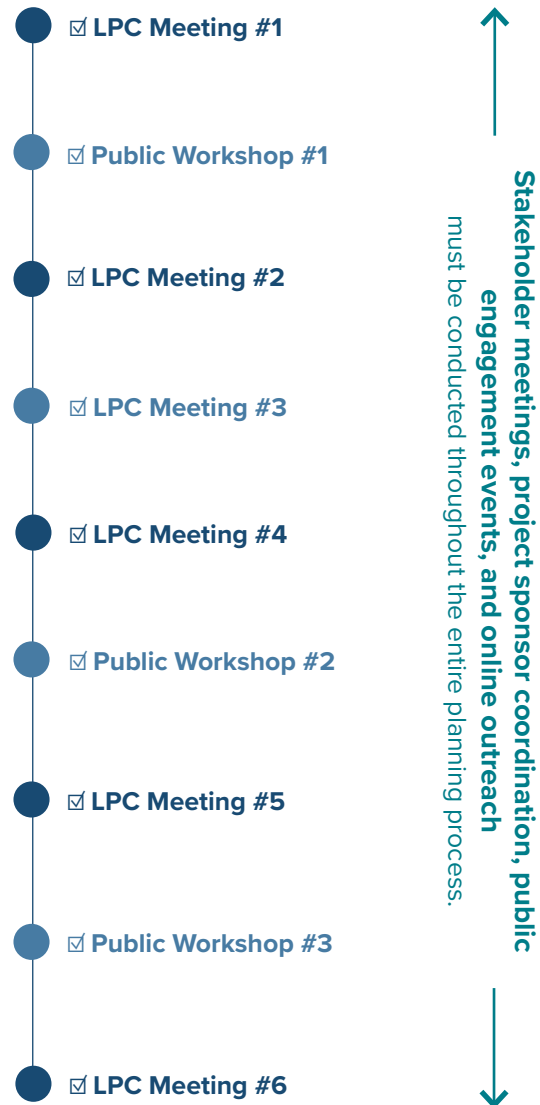 ☑ LPC Meeting #1
☑ Public Workshop #1
☑ LPC Meeting #2
☑ LPC Meeting #3
☑ LPC Meeting #4
☑ Public Workshop #2
☑ LPC Meeting #5
☑ Public Workshop #3
☑ LPC Meeting #6
Stakeholder meetings, project sponsor coordination, public
engagement events, and online outreach
must be conducted throughout the entire planning process.